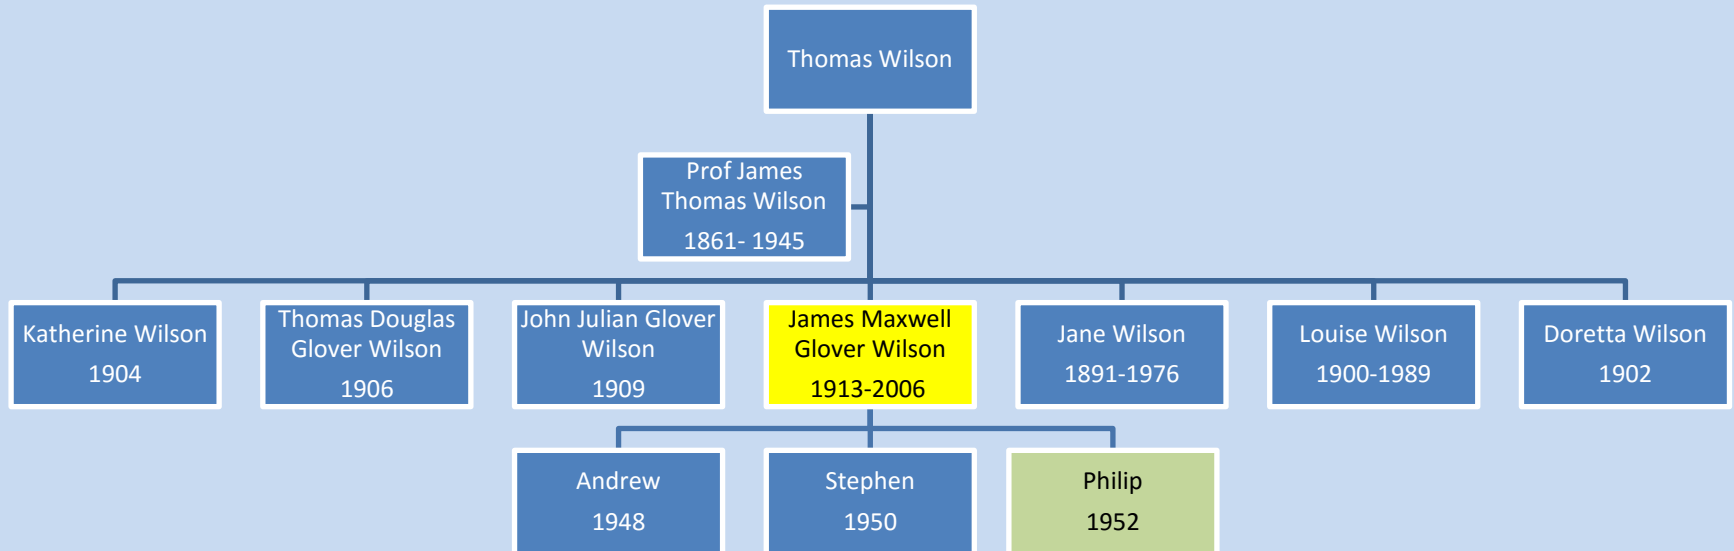 Thomas Wilson
Prof James
Thomas Wilson
1861- 1945
Katherine Wilson
1904
Thomas Douglas
Glover Wilson
1906
John Julian Glover
Wilson
1909
James Maxwell
Glover Wilson
1913-2006
Jane Wilson
1891-1976
Louise Wilson
1900-1989
Doretta Wilson
1902
Andrew
1948
Stephen
1950
Philip
1952